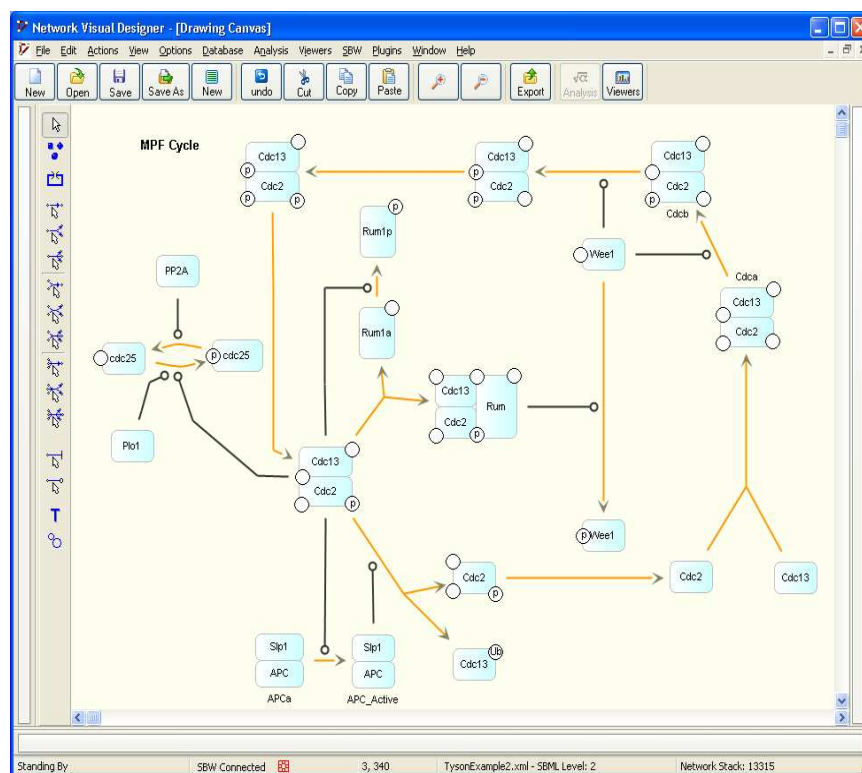 Network Visual Designer - [Drawing Canvas]
File Edit Actions View Options Database Analysis Viewers SBW Plugins Window Help
New Open Save Save As New undo Cut Copy Paste Export Analysis Viewers
MPF Cycle
Cdc13
p
Cdc2
p p
Cdc13
p
Cdc2
p
Cdc13
Cdc2
p
Cdcb
p
Rum1p
Wee1
PP2A
Cdca
Cdc13
Cdc2
Rum1a
cdc25
p cdc25
Cdc13
Rum
Cdc2
p
Plo1
Cdc13
Cdc2
p
p Wee1
Cdc2
p
Cdc2
Cdc13
Slp1
APC
APCa
Slp1
APC
APC_Active
Ub
Cdc13
T
Standing By SBW Connected 3, 340 TysonExample2.xml - SBML Level: 2 Network Stack: 13315